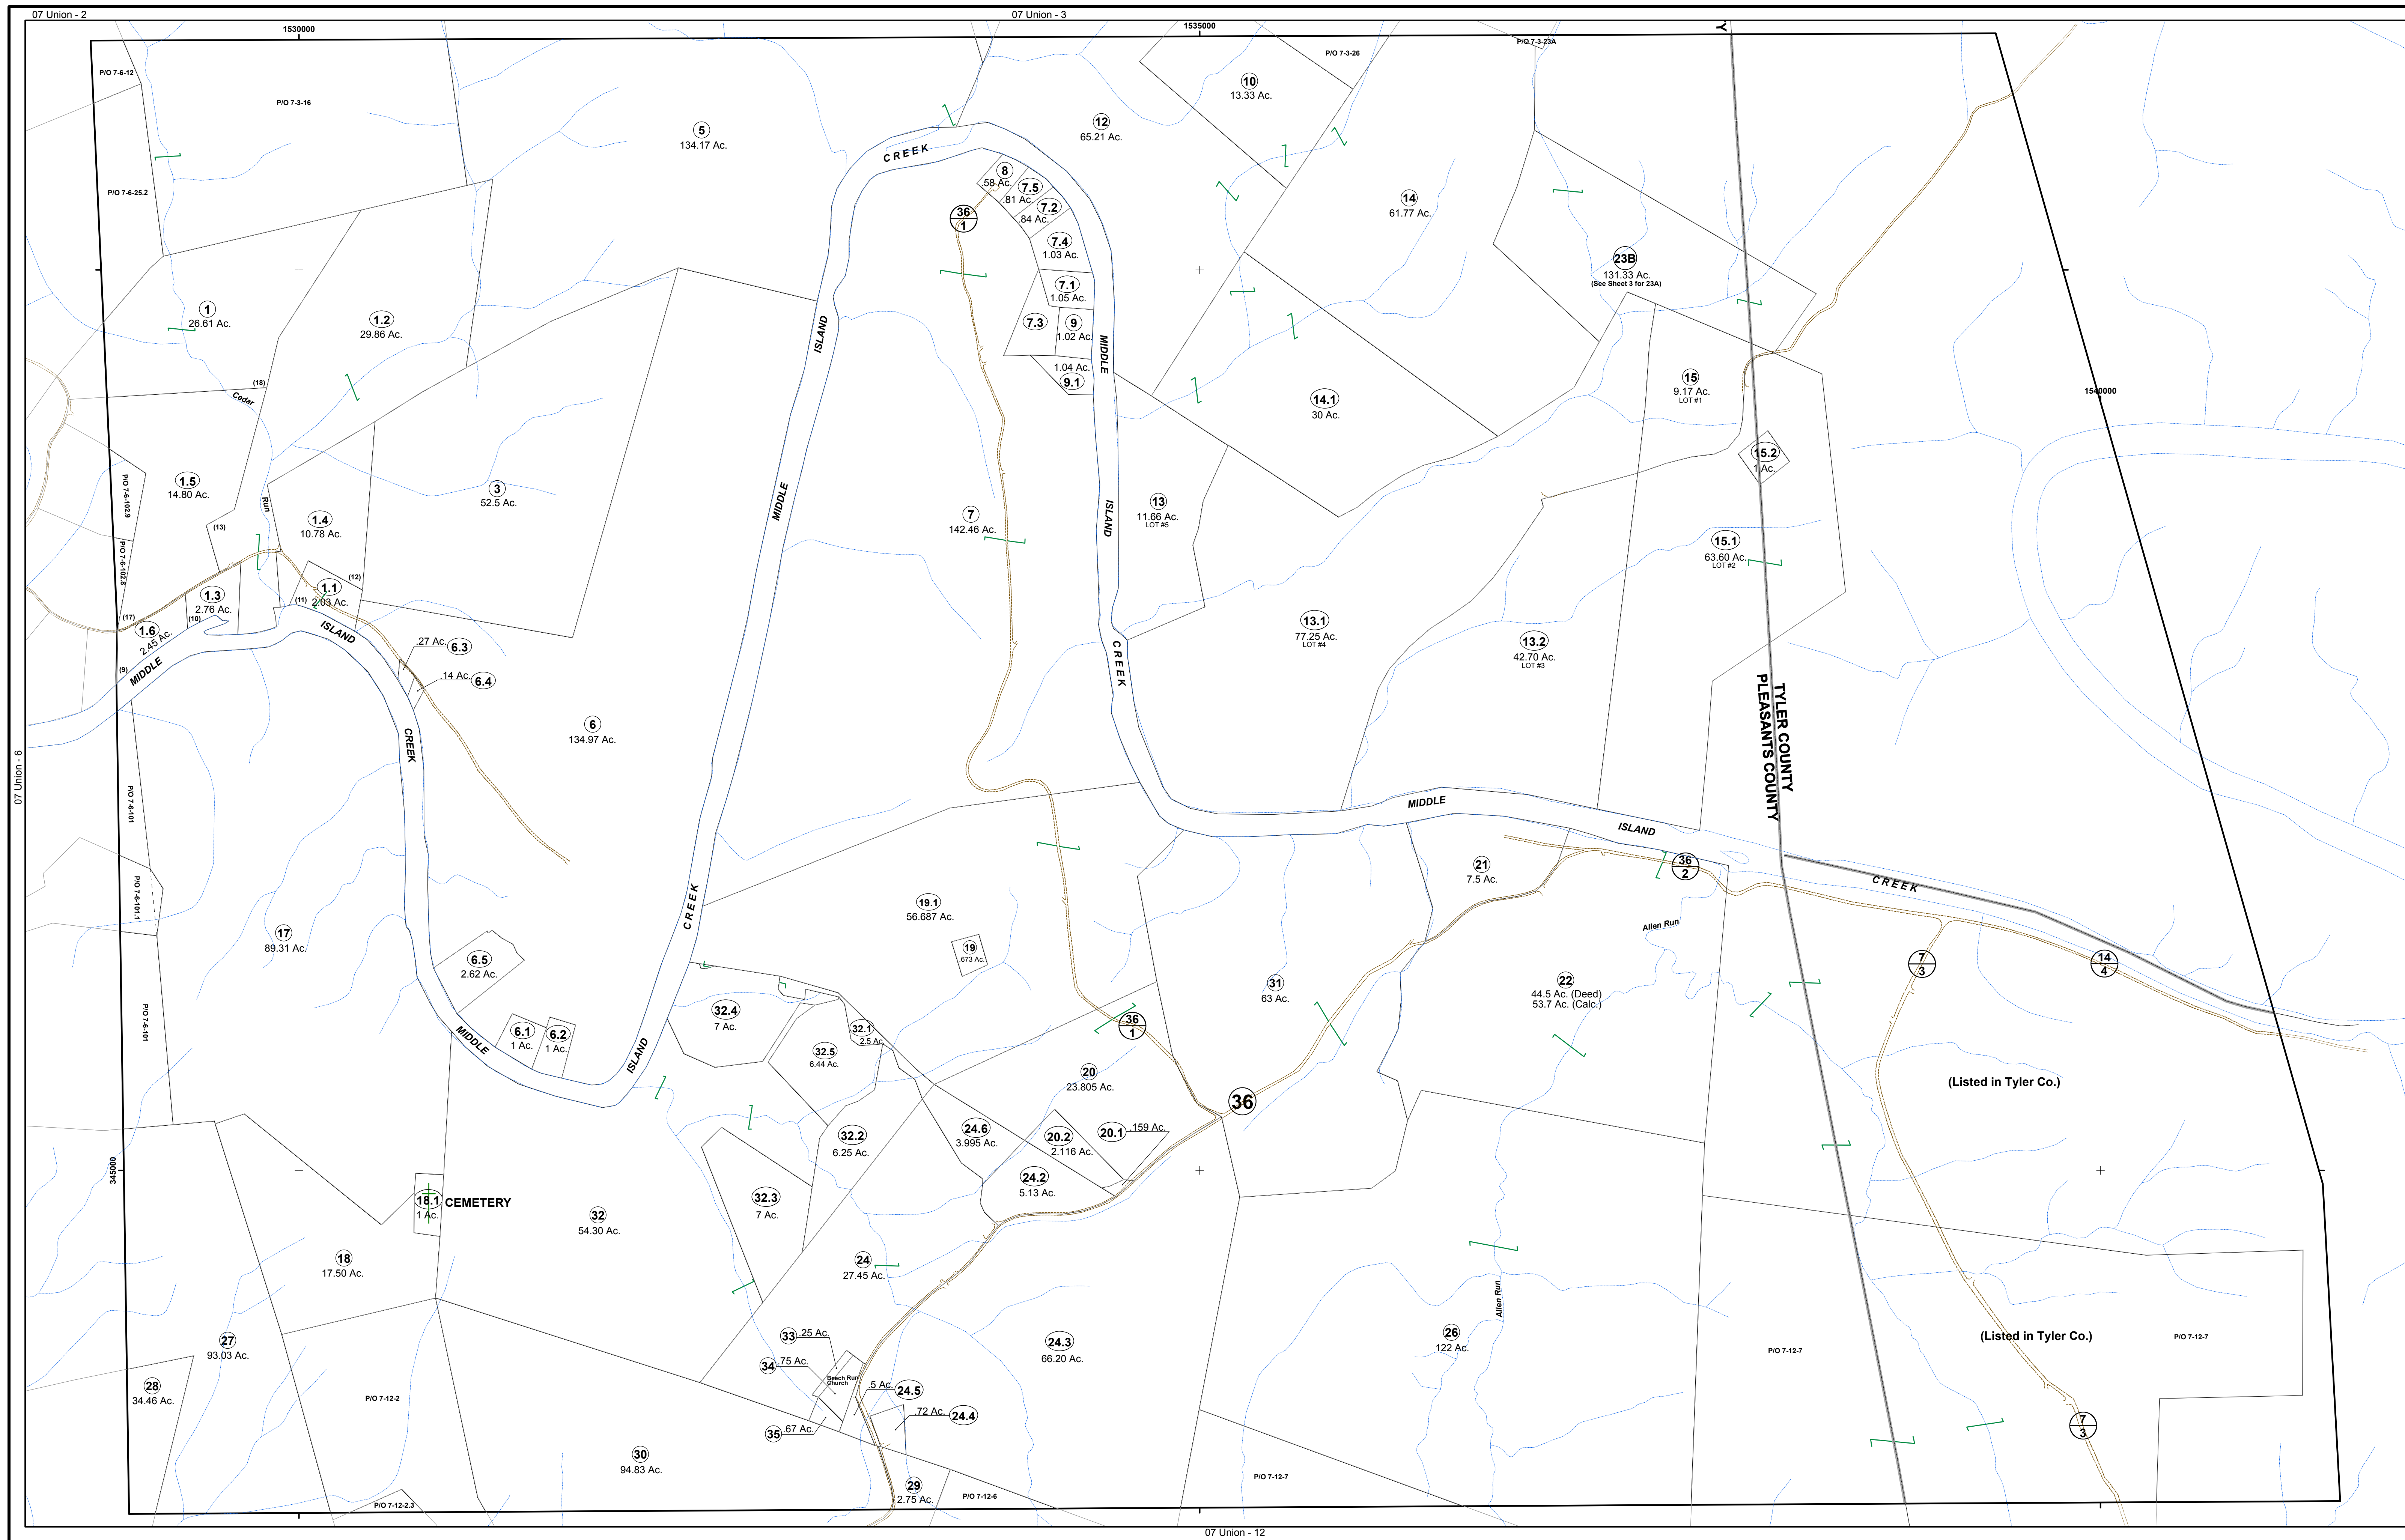 07 Union - 2
07 Union - 3
1530000
1535000
Y
P/O 7-6-12
P/O 7-3-16
P/O 7-3-26
P/O 7-3-23A
10
13.33 Ac.
5
134.17 Ac.
12
65.21 Ac.
CREEK
8
.58 Ac.
7.5
.81 Ac.
7.2
.84 Ac.
P/O 7-6-25.2
36
1
14
61.77 Ac.
7.4
1.03 Ac.
23B
131.33 Ac.
(See Sheet 3 for 23A)
7.1
1.05 Ac.
1
26.61 Ac.
1.2
29.86 Ac.
7.3
9
1.02 Ac.
ISLAND
MIDDLE
1.04 Ac.
9.1
(18)
Cedar
15
9.17 Ac.
LOT #1
1540000
14.1
30 Ac.
15.2
1 Ac.
P/O 7-6-102.9
1.5
14.80 Ac.
Run
3
52.5 Ac.
MIDDLE
13
11.66 Ac.
LOT #5
ISLAND
7
142.46 Ac.
1.4
10.78 Ac.
(13)
15.1
63.60 Ac.
LOT #2
P/O 7-6-102.8
(12)
1.1
2.03 Ac.
(11)
1.3
2.76 Ac.
(10)
(17)
1.6
2.45 Ac.
ISLAND
13.1
77.25 Ac.
LOT #4
13.2
42.70 Ac.
LOT #3
.27 Ac.
6.3
.14 Ac.
6.4
(9)
MIDDLE
CREEK
TYLER COUNTY
PLEASANTS COUNTY
6
134.97 Ac.
CREEK
07 Union - 6
P/O 7-6-101
MIDDLE
ISLAND
21
7.5 Ac.
36
2
CREEK
P/O 7-6-101.1
19.1
56.687 Ac.
CREEK
Allen Run
17
89.31 Ac.
19
.673 Ac.
6.5
2.62 Ac.
7
3
14
4
31
63 Ac.
22
44.5 Ac. (Deed)
53.7 Ac. (Calc.)
32.4
7 Ac.
P/O 7-6-101
MIDDLE
6.1
1 Ac.
6.2
1 Ac.
ISLAND
32.1
2.5 Ac.
36
1
32.5
6.44 Ac.
20
23.805 Ac.
(Listed in Tyler Co.)
36
24.6
3.995 Ac.
20.2
2.116 Ac.
20.1
.159 Ac.
32.2
6.25 Ac.
345000
24.2
5.13 Ac.
18.1
1 Ac.
CEMETERY
32.3
7 Ac.
32
54.30 Ac.
18
17.50 Ac.
24
27.45 Ac.
Allen Run
27
93.03 Ac.
33
.25 Ac.
24.3
66.20 Ac.
26
122 Ac.
(Listed in Tyler Co.)
P/O 7-12-7
P/O 7-12-7
34
.75 Ac.
Beech Run
Church
28
34.46 Ac.
P/O 7-12-2
.5 Ac.
24.5
.72 Ac.
24.4
35
.67 Ac.
7
3
30
94.83 Ac.
P/O 7-12-7
29
2.75 Ac.
P/O 7-12-6
P/O 7-12-2.3
07 Union - 12